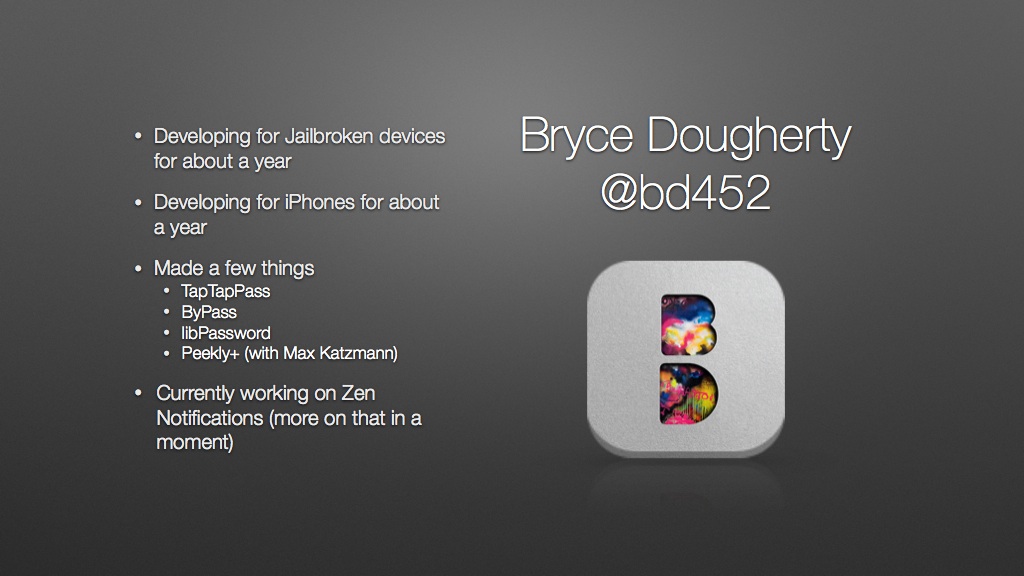 Bryce Dougherty
@bd452
• Developing for Jailbroken devices
for about a year
• Developing for iPhones for about
a year
• Made a few things
• TapTapPass
• ByPass
• libPassword
• Peekly+ (with Max Katzmann)
• Currently working on Zen
Notifications (more on that in a
moment)
B
D